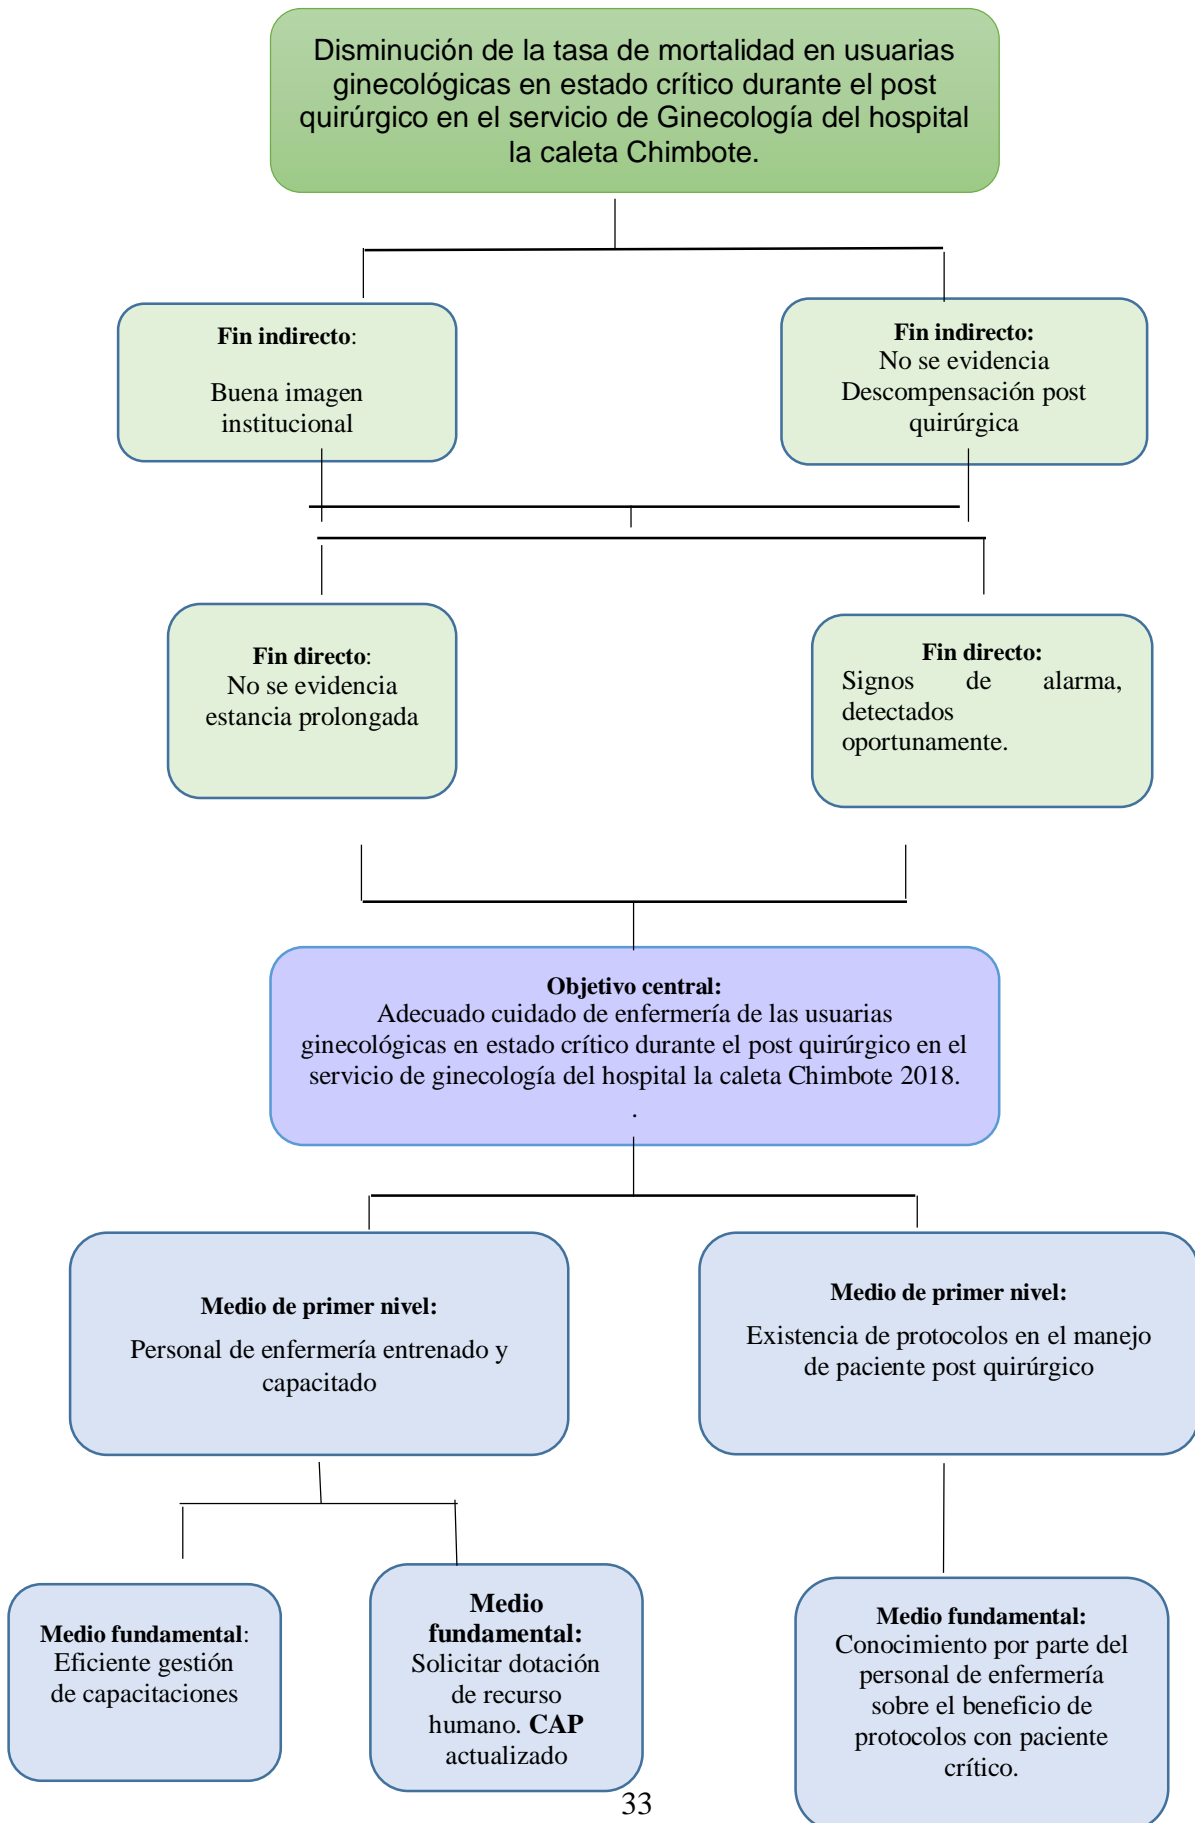 Disminución de la tasa de mortalidad en usuarias
ginecológicas en estado crítico durante el post
quirúrgico en el servicio de Ginecología del hospital
la caleta Chimbote.
Fin indirecto:
Buena imagen
institucional
Fin indirecto:
No se evidencia
Descompensación post
quirúrgica
Fin directo:
No se evidencia
estancia prolongada
Fin directo:
Signos de alarma,
detectados
oportunamente.
Objetivo central:
Adecuado cuidado de enfermería de las usuarias
ginecológicas en estado crítico durante el post quirúrgico en el
servicio de ginecología del hospital la caleta Chimbote 2018.
.
Medio de primer nivel:
Personal de enfermería entrenado y
capacitado
Medio de primer nivel:
Existencia de protocolos en el manejo
de paciente post quirúrgico
Medio fundamental:
Eficiente gestión
de capacitaciones
Medio
fundamental:
Solicitar dotación
de recurso
humano. CAP
actualizado
Medio fundamental:
Conocimiento por parte del
personal de enfermería
sobre el beneficio de
protocolos con paciente
crítico.
33